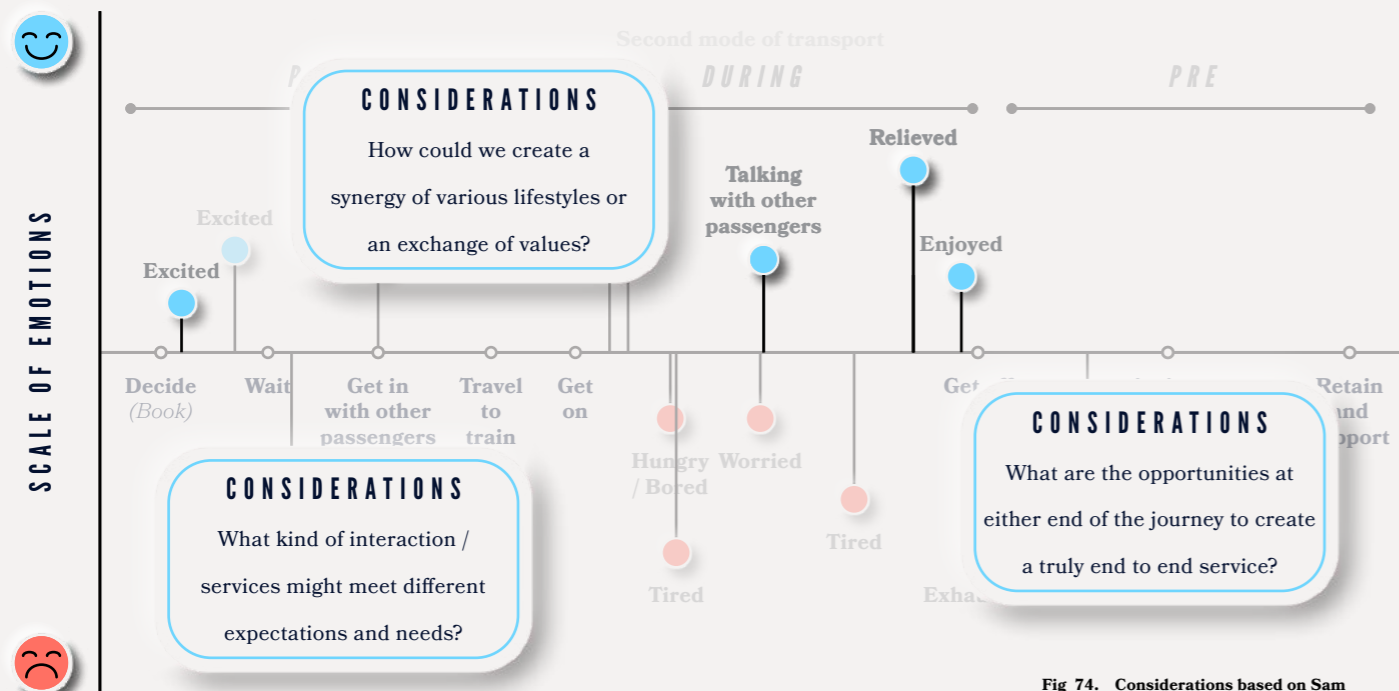 Second mode of transport
DURING
PRE
SCALE OF EMOTIONS
CONSIDERATIONS
How could we create a
synergy of various lifestyles or
an exchange of values?
Relieved
Talking
with other
passengers
Excited
Enjoyed
Excited
Decide
(Book)
Wait
Get in
with other
passengers
Travel
to
train
Get
on
Get
Retain
and
Hungry
/ Bored
Worried
Tired
Tired
CONSIDERATIONS
What kind of interaction /
services might meet different
expectations and needs?
CONSIDERATIONS
What are the opportunities at
either end of the journey to create
a truly end to end service?
Fig 74. Considerations based on Sam